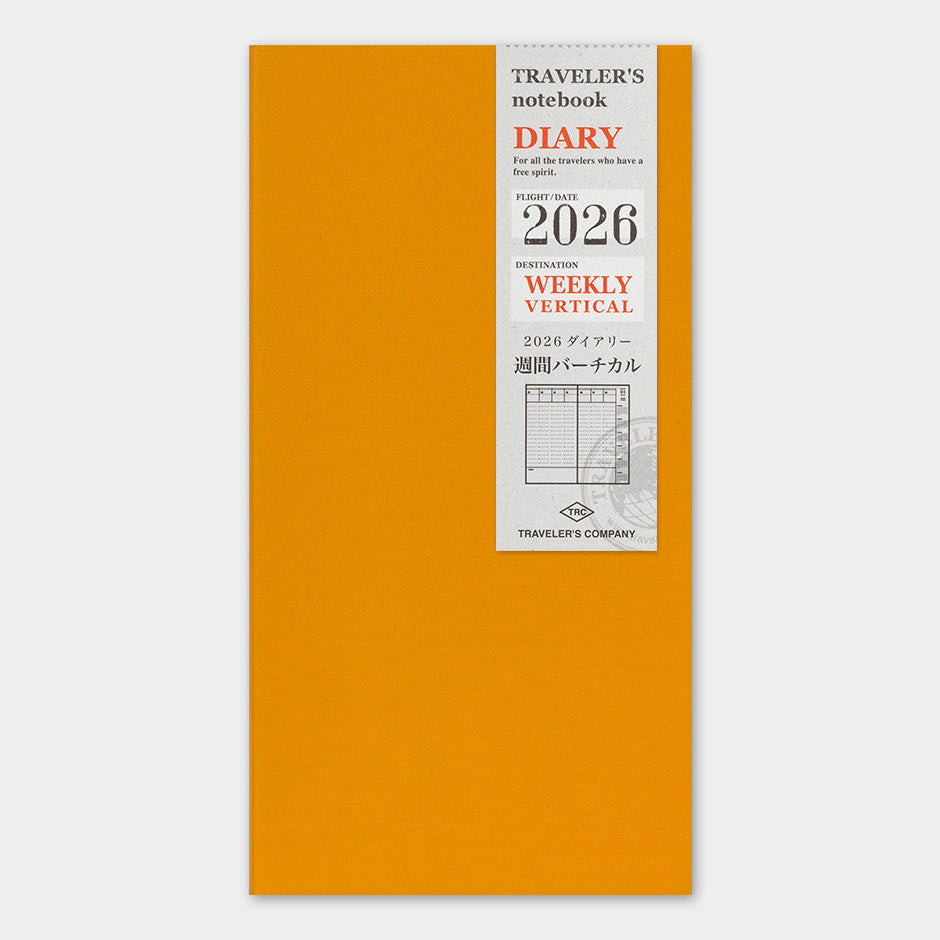 TRAVELER'S
notebook
DIARY
For all the travelers who have a
free spirit.
FLIGHT/DATE
2026
DESTINATION
WEEKLY
VERTICAL
2026 ダイアリー
週間バーチカル
TRC
TRAVELER'S COMPANY